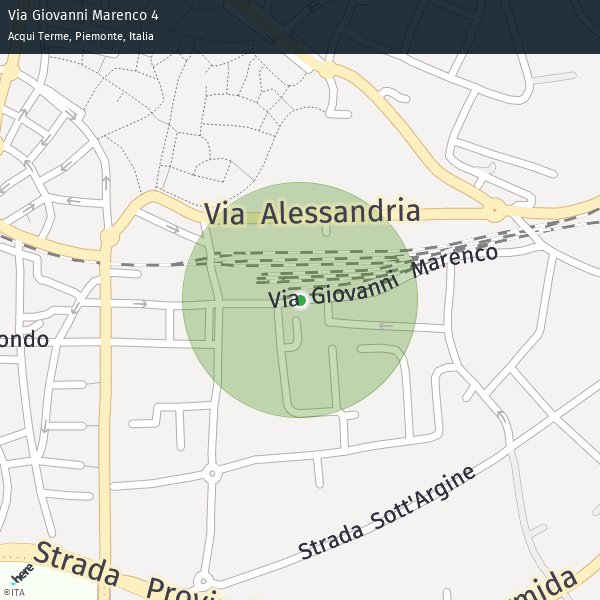 Via Giovanni Marenco 4
Acqui Terme, Piemonte, Italia
Via Alessandria
Via Giovanni Marenco
ondo
Strada Sott'Argine
Strada Provi
rmida
here
©ITA